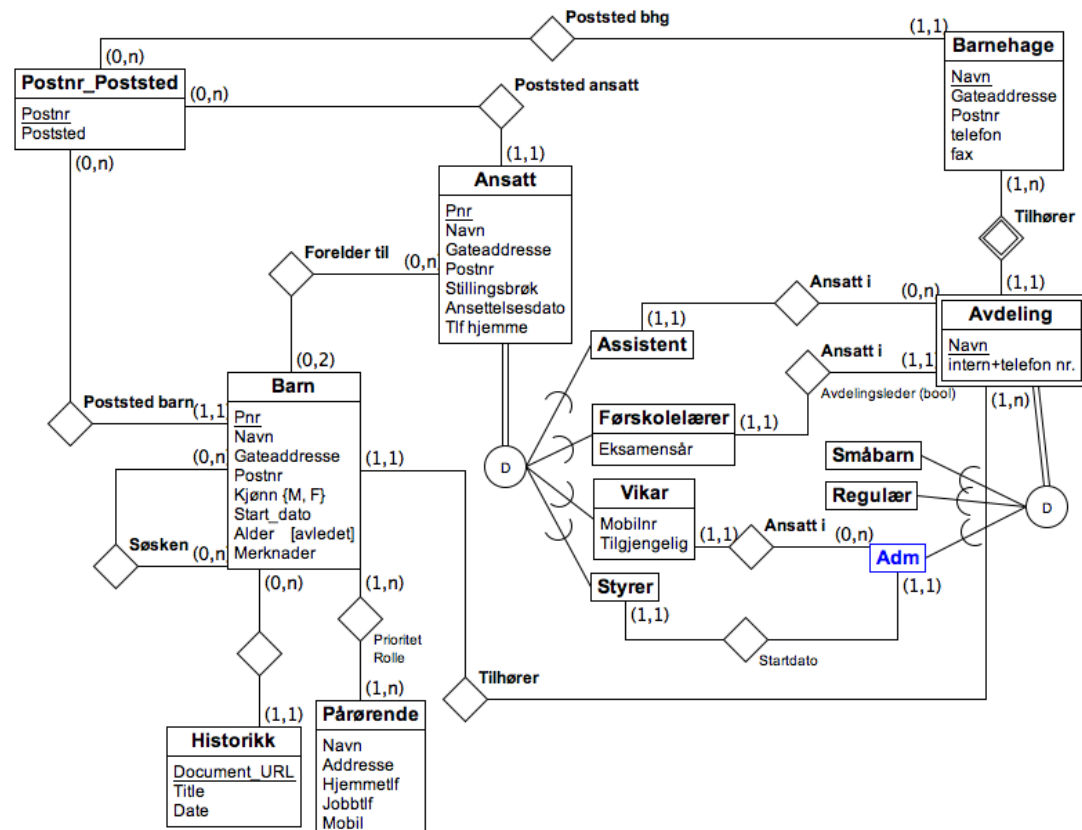 Poststed bhg
(0,n)
(1,1)
Barnehage
Navn
Gateaddresse
Postnr
telefon
fax
(1,n)
Postnr_Poststed
Postnr
Poststed
(0,n)
(0,n)
Poststed ansatt
(1,1)
Ansatt
Pnr
Navn
Gateaddresse
Postnr
Stillingsbrøk
Ansettelsesdato
Tlf hjemme
Forelder til
(0,n)
(0,2)
Tilhører
(1,1)
Avdeling
Navn
intern+telefon nr.
(1,n)
Ansatt i
(0,n)
(1,1)
Assistent
Ansatt i
(1,1)
Avdelingsleder (bool)
Førskolelærer
(1,1)
Eksamensår
D
Vikar
Mobilnr
Tilgjengelig
(1,1)
Ansatt i
(0,n)
Småbarn
Regulær
D
Adm
(1,1)
Styrer
(1,1)
Startdato
Barn
Pnr
Navn
Gateaddresse
Postnr
Kjønn {M, F}
Start_dato
Alder [avledet]
Merknader
Poststed barn
(1,1)
(0,n)
(1,1)
Søsken
(0,n)
(0,n)
(1,n)
Prioritet
Rolle
Tilhører
(1,1)
(1,n)
Historikk
Document_URL
Title
Date
Pårørende
Navn
Addresse
Hjemmetlf
Jobbtlf
Mobil